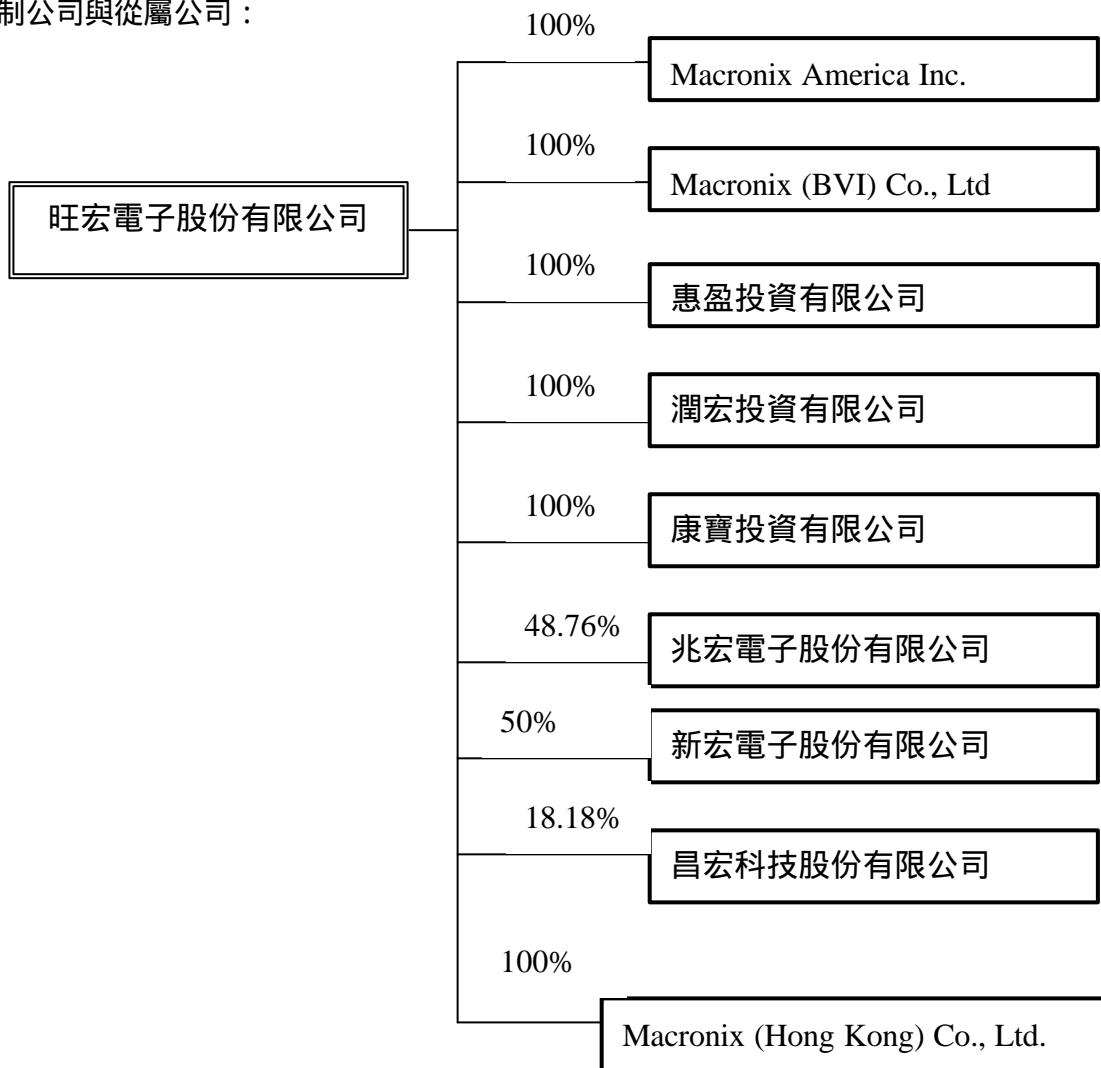 制公司與從屬公司：
100%
Macronix America Inc.
100%
Macronix (BVI) Co., Ltd
旺宏電子股份有限公司
100%
惠盈投資有限公司
100%
潤宏投資有限公司
100%
康寶投資有限公司
48.76%
兆宏電子股份有限公司
50%
新宏電子股份有限公司
18.18%
昌宏科技股份有限公司
100%
Macronix (Hong Kong) Co., Ltd.